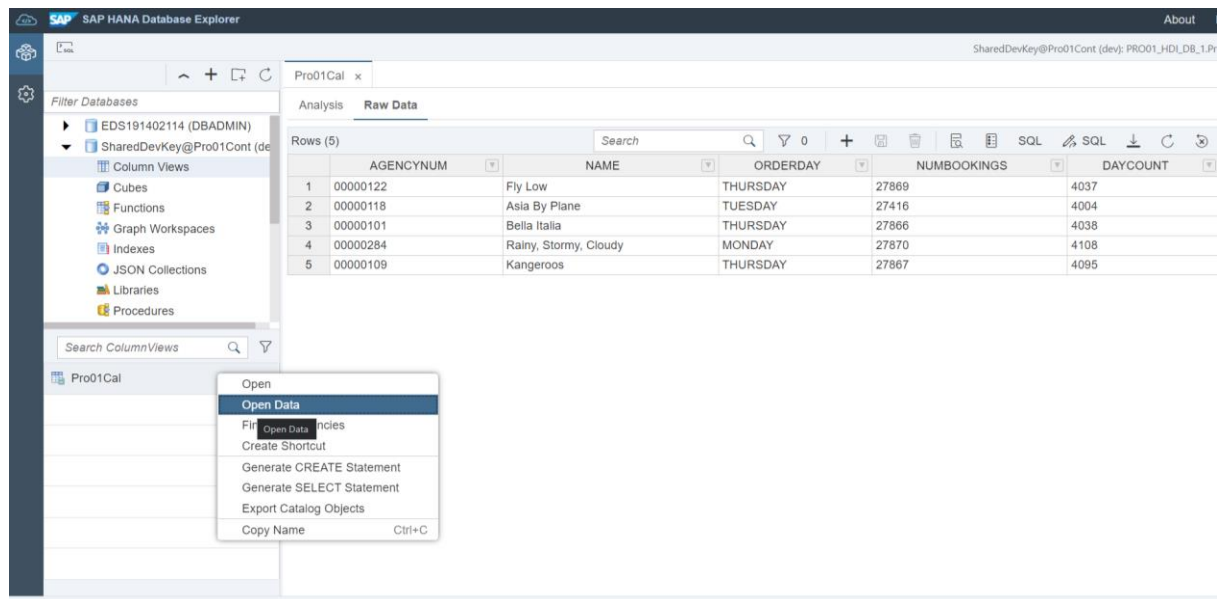 SAP SAP HANA Database Explorer
About
SQL
SharedDevKey@Pro01Cont (dev): PRO01_HDI_DB_1.Pr
Pro01Cal x
Filter Databases
Analysis Raw Data
EDS191402114 (DBADMIN)
SharedDevKey@Pro01Cont (de
Column Views
Cubes
Functions
Graph Workspaces
Indexes
JSON Collections
Libraries
Procedures
Search ColumnViews
Pro01Cal
Open
Open Data
Fin ncies
Open Data
Create Shortcut
Generate CREATE Statement
Generate SELECT Statement
Export Catalog Objects
Copy Name Ctrl+C
Rows (5) Search 0 SQL SQL
AGENCYNUM NAME ORDERDAY NUMBOOKINGS DAYCOUNT
1 00000122 Fly Low THURSDAY 27869 4037
2 00000118 Asia By Plane TUESDAY 27416 4004
3 00000101 Bella Italia THURSDAY 27866 4038
4 00000284 Rainy, Stormy, Cloudy MONDAY 27870 4108
5 00000109 Kangeroos THURSDAY 27867 4095